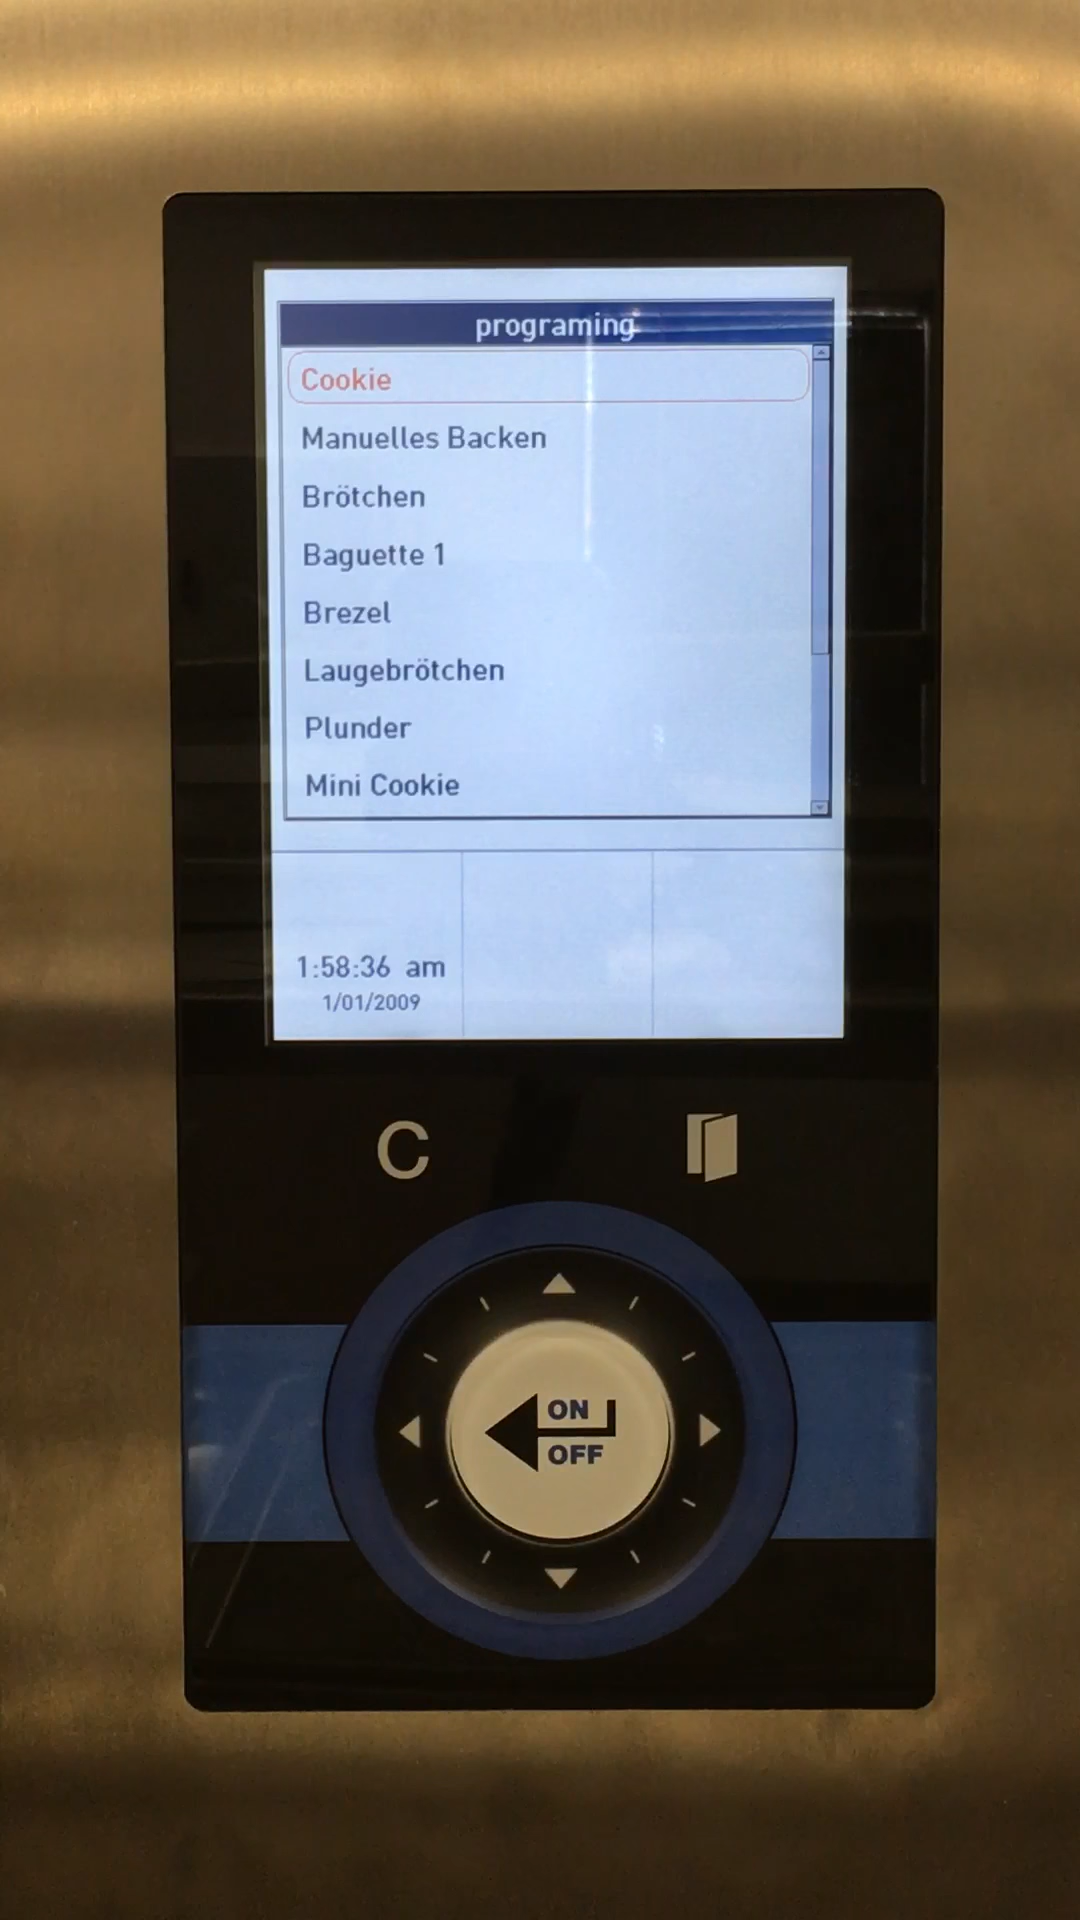 programing
Cookie
Manuelles Backen
Brötchen
Baguette 1
Brezel
Laugebrötchen
Plunder
Mini Cookie
1:58:36 am
1/01/2009
C
ON
OFF